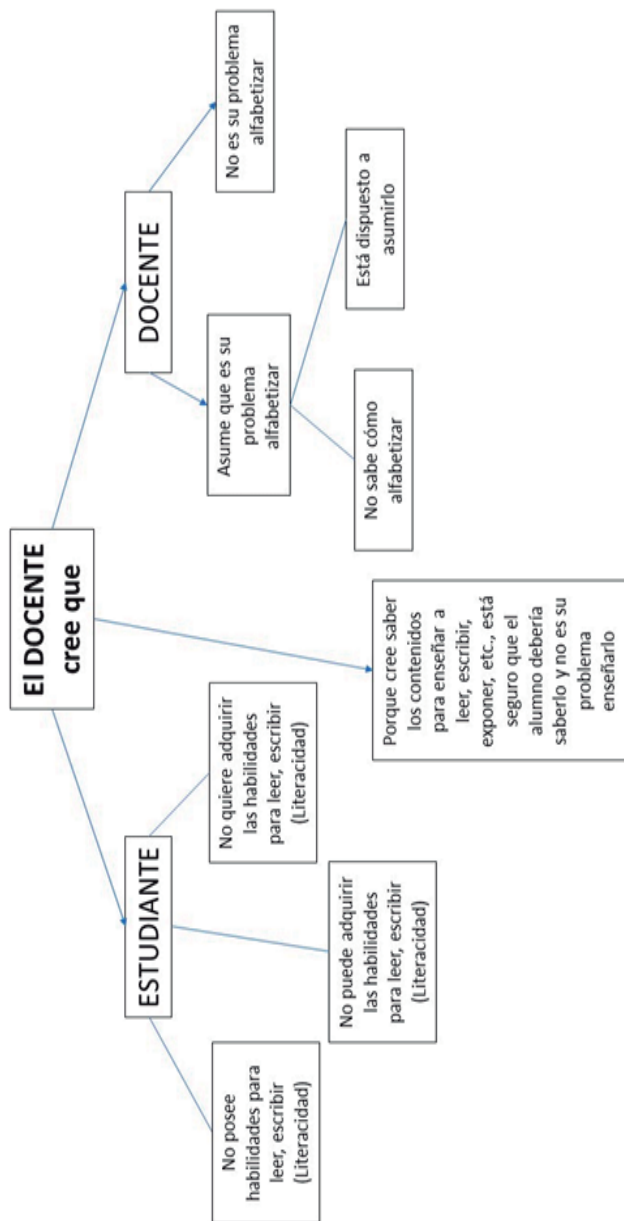 El DOCENTE
cree que
ESTUDIANTE
DOCENTE
No posee
habilidades para
leer, escribir
(Literacidad)
No puede adquirir
las habilidades
para leer, escribir
(Literacidad)
No quiere adquirir
las habilidades
para leer, escribir
(Literacidad)
Porque cree saber
los contenidos
para enseñar a
leer, escribir,
exponer, etc., está
seguro que el
alumno debería
saberlo y no es su
problema
enseñarlo
Asume que es su
problema
alfabetizar
No es su problema
alfabetizar
No sabe cómo
alfabetizar
Está dispuesto a
asumirlo